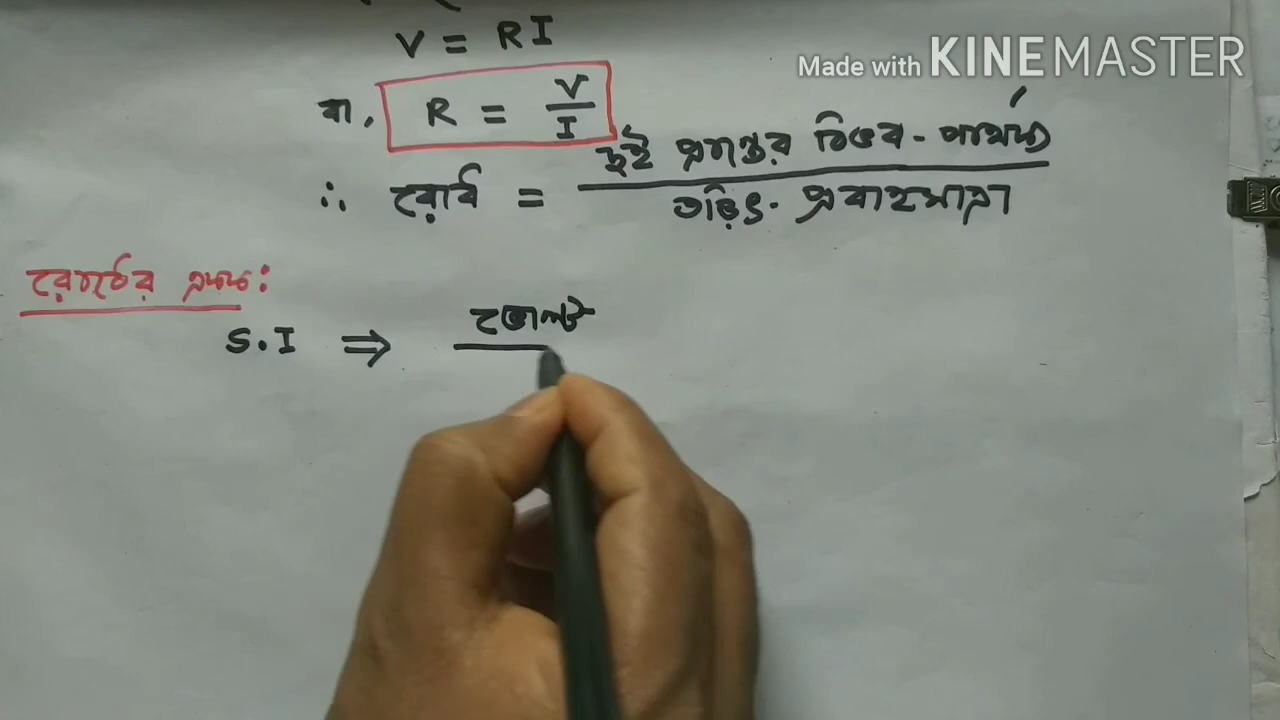 V = RI
Made with KINEMASTER
বা, R = V/I
∴ রোধ = দুই প্রান্তের বিভব-পার্থক্য / তড়িৎ-প্রবাহমাত্রা
রোধের একক:
S.I ⇒ ভোল্ট